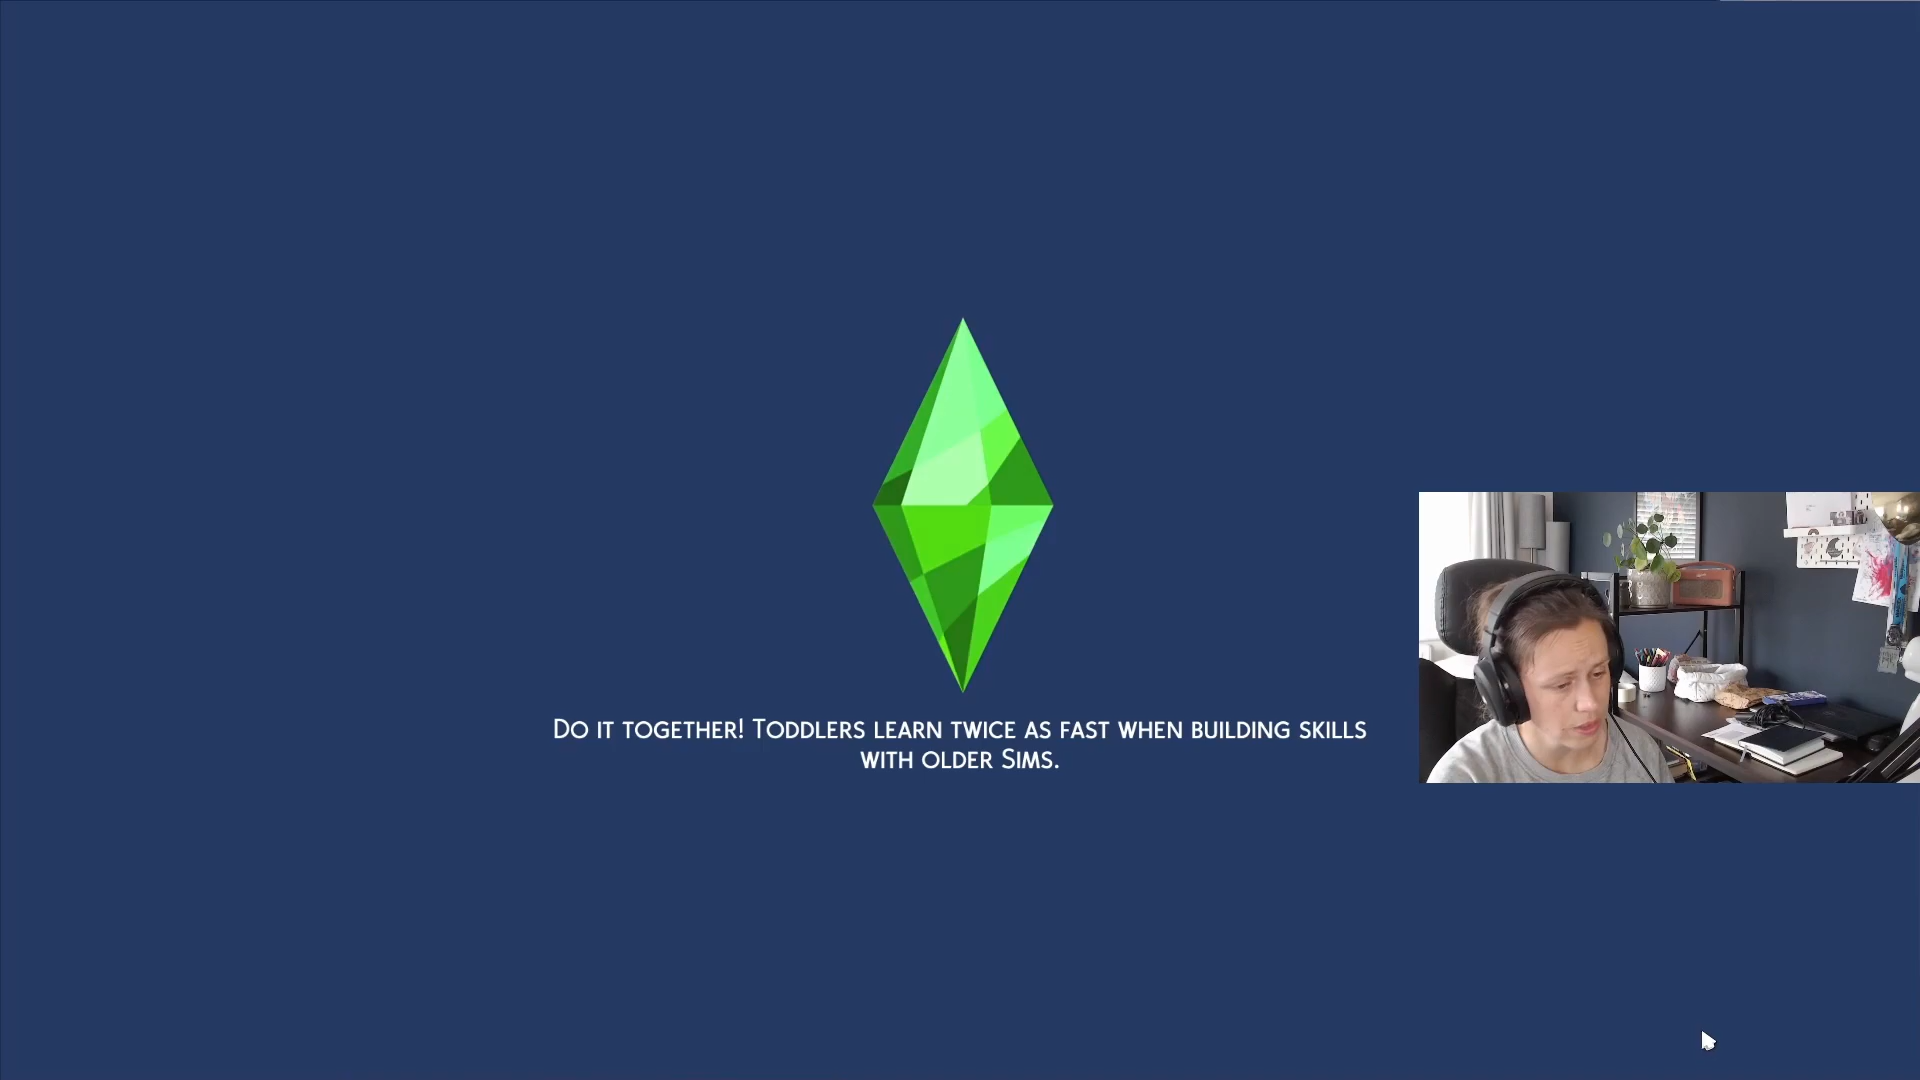 Do it together! Toddlers learn twice as fast when building skills
with older Sims.